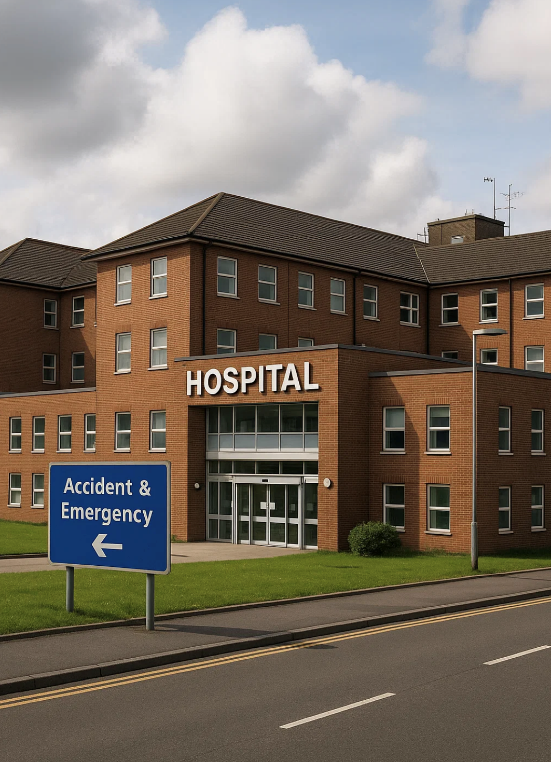 HOSPITAL
Accident &
Emergency
←